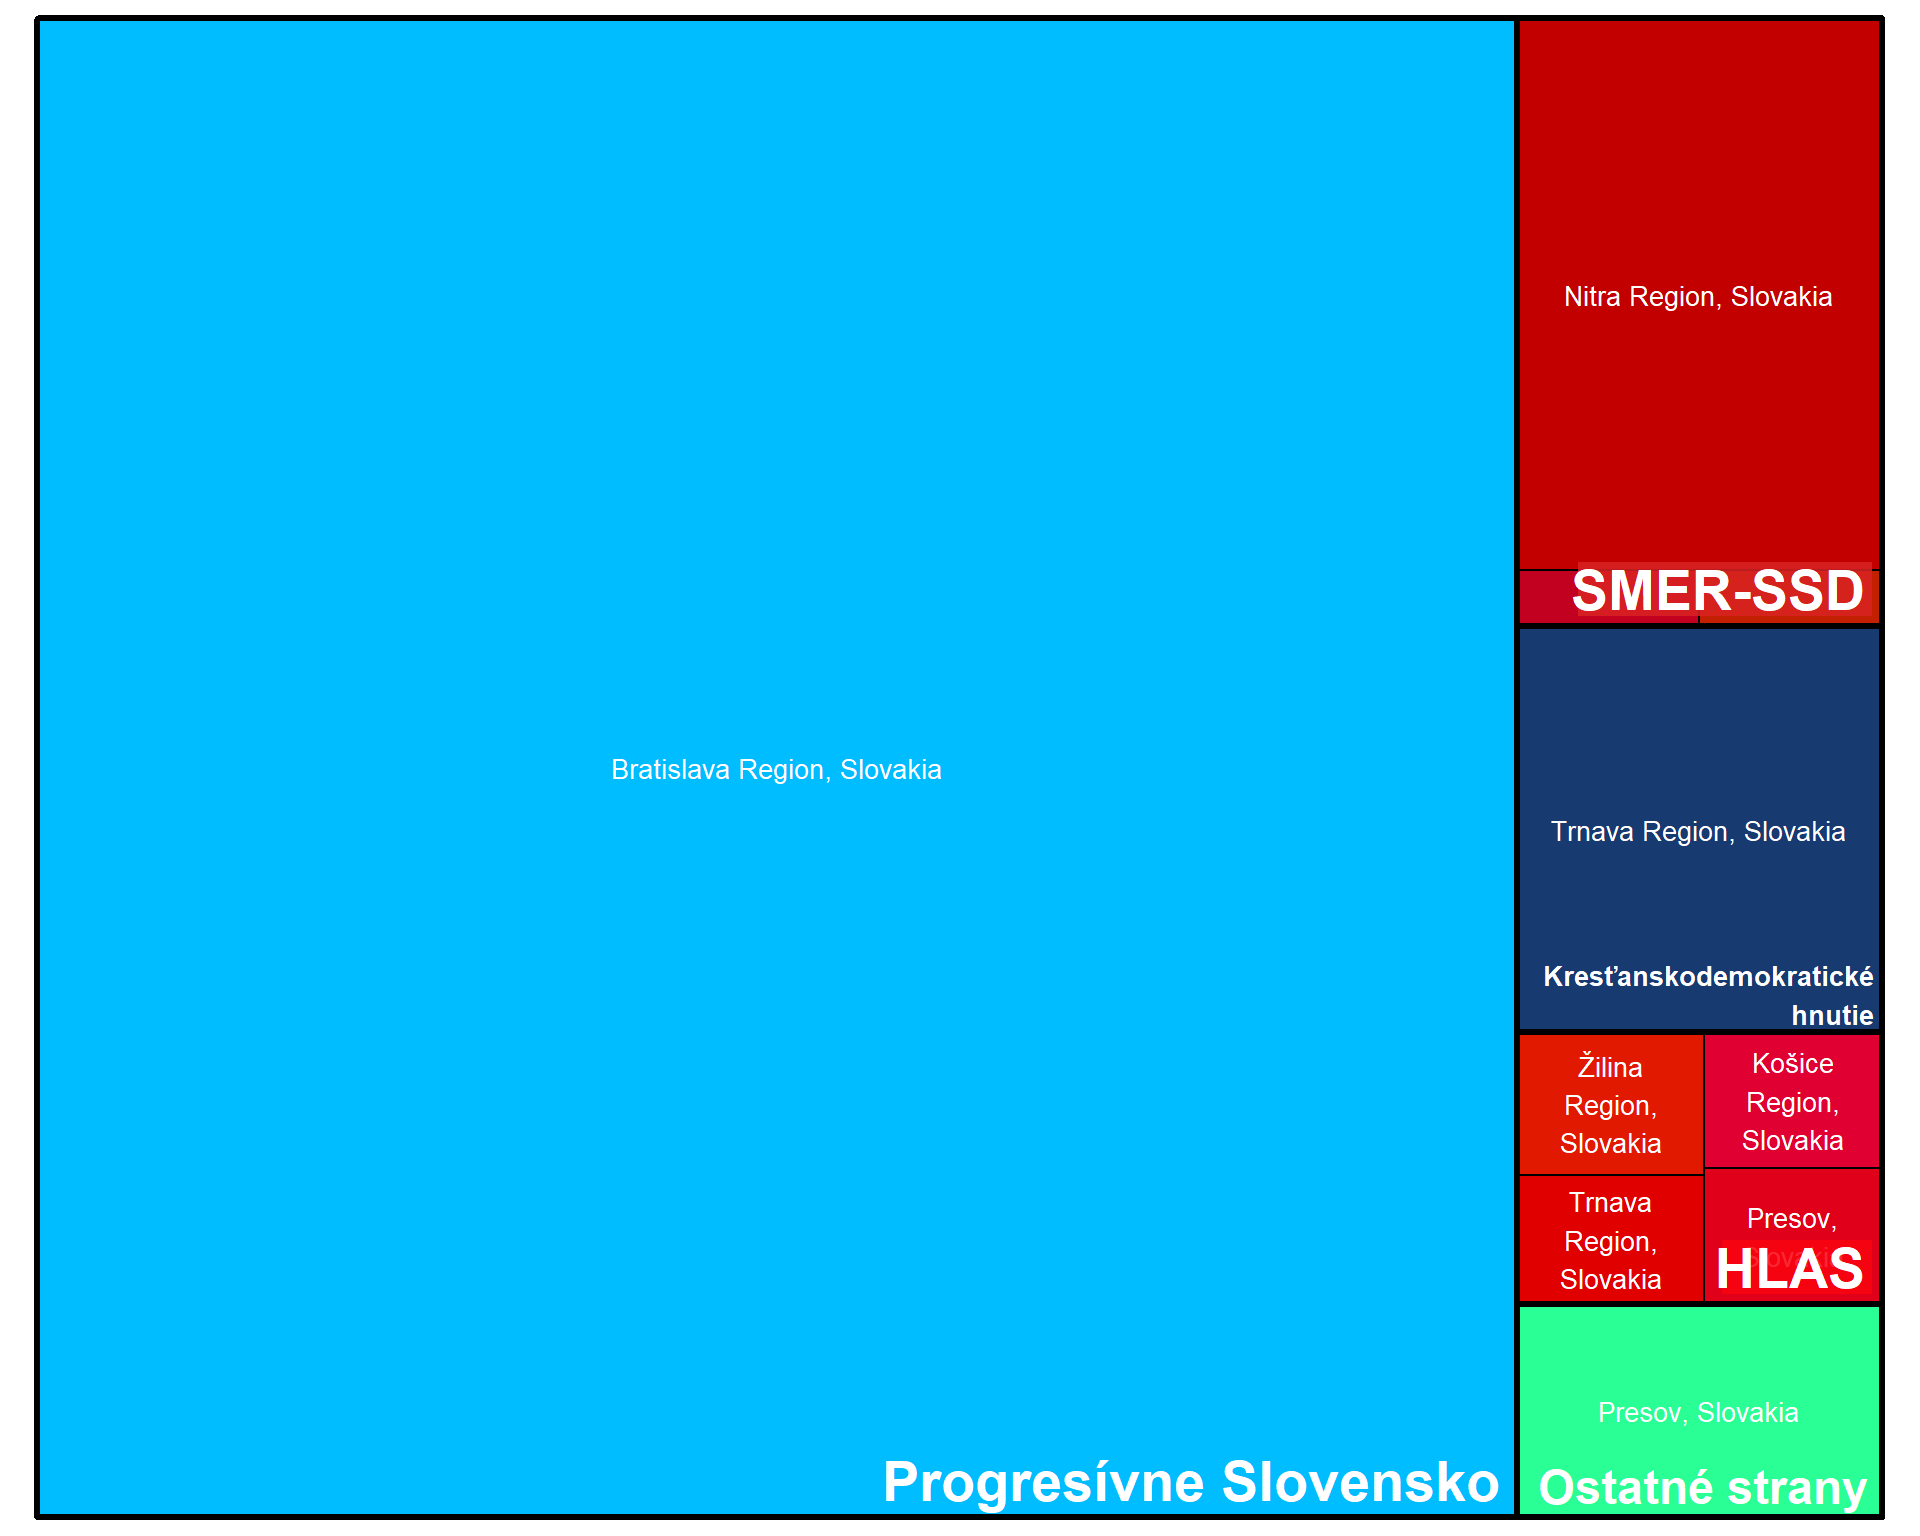 Bratislava Region, Slovakia
Progresívne Slovensko
Nitra Region, Slovakia
SMER-SSD
Trnava Region, Slovakia
Kresťanskodemokratické
hnutie
Žilina
Region,
Slovakia
Košice
Region,
Slovakia
Trnava
Region,
Slovakia
Presov,
Slovakia
HLAS
Presov, Slovakia
Ostatné strany